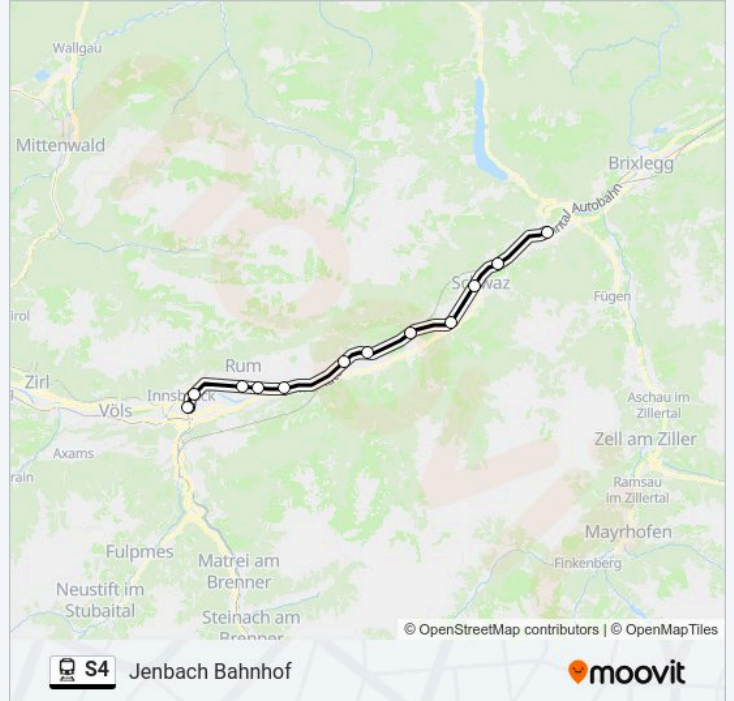 Wallgau
Mittenwald
Brixlegg
Autobahn
Schwaz
Fügen
Rum
Zirl
Innsbruck
Völs
Aschau im
Zillertal
Axams
Zell am Ziller
Ramsau
im Zillertal
Mayrhofen
Fulpmes
Finkenberg
Matrei am
Brenner
Neustift im
Stubaital
Steinach am
Brenner
© OpenStreetMap contributors | © OpenMapTiles
S4 Jenbach Bahnhof
moovit